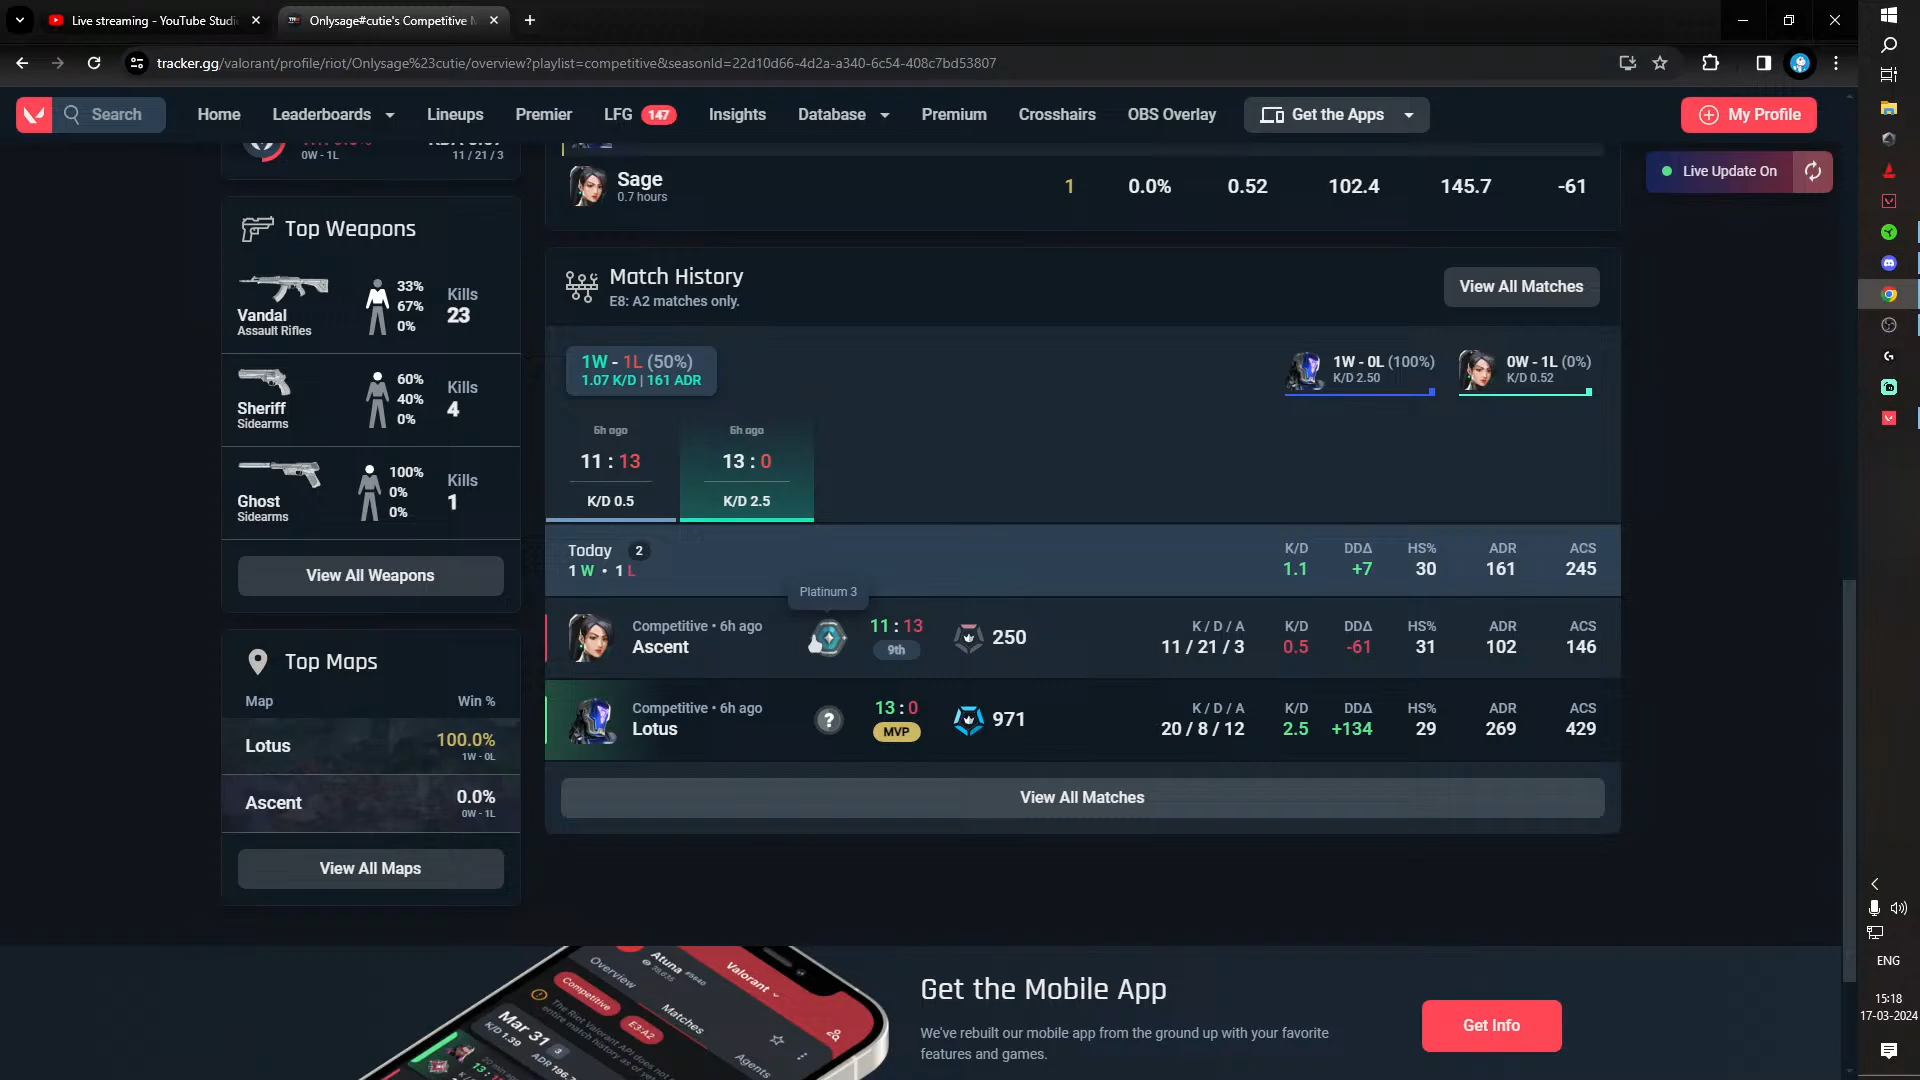 Live streaming - YouTube Studi
Onlysage#cutie's Competitive
tracker.gg/valorant/profile/riot/Onlysage%23cutie/overview?playlist=competitive&seasonId=22d10d66-4d2a-a340-6c54-408c7bd53807
Search
Home
Leaderboards
Lineups
Premier
LFG 147
Insights
Database
Premium
Crosshairs
OBS Overlay
Get the Apps
My Profile
Live Update On
0W - 1L
11 / 21 / 3
Sage
0.7 hours
1 0.0% 0.52 102.4 145.7 -61
Top Weapons
Vandal
Assault Rifles
33%
67%
0%
Kills
23
Sheriff
Sidearms
60%
40%
0%
Kills
4
Ghost
Sidearms
100%
0%
0%
Kills
1
View All Weapons
Top Maps
Map Win %
Lotus 100.0%
1W - 0L
Ascent 0.0%
0W - 1L
View All Maps
Match History
E8: A2 matches only.
View All Matches
1W - 1L (50%)
1.07 K/D | 161 ADR
1W - 0L (100%)
K/D 2.50
0W - 1L (0%)
K/D 0.52
6h ago
11 : 13
K/D 0.5
6h ago
13 : 0
K/D 2.5
Today 2
1 W • 1 L
K/D DDΔ HS% ADR ACS
1.1 +7 30 161 245
Platinum 3
Competitive • 6h ago
Ascent
11 : 13
9th
250
K / D / A K/D DDΔ HS% ADR ACS
11 / 21 / 3 0.5 -61 31 102 146
Competitive • 6h ago
Lotus
?
13 : 0
MVP
971
K / D / A K/D DDΔ HS% ADR ACS
20 / 8 / 12 2.5 +134 29 269 429
View All Matches
Get the Mobile App
We've rebuilt our mobile app from the ground up with your favorite
features and games.
Get Info
Atuna
Valorant
Overview
Matches
Agents
Competitive
E3:A2
Mar 31
K/D 1.39
ENG
15:18
17-03-2024